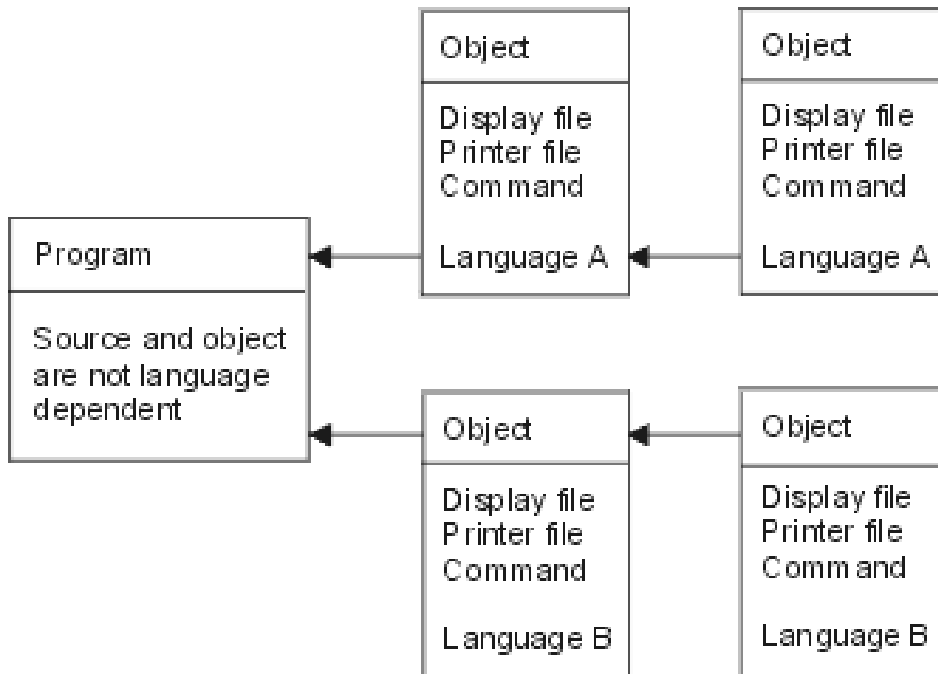 Object
Display file
Printer file
Command
Language A
Object
Display file
Printer file
Command
Language A
Program
Source and object
are not language
dependent
Object
Display file
Printer file
Command
Language B
Object
Display file
Printer file
Command
Language B